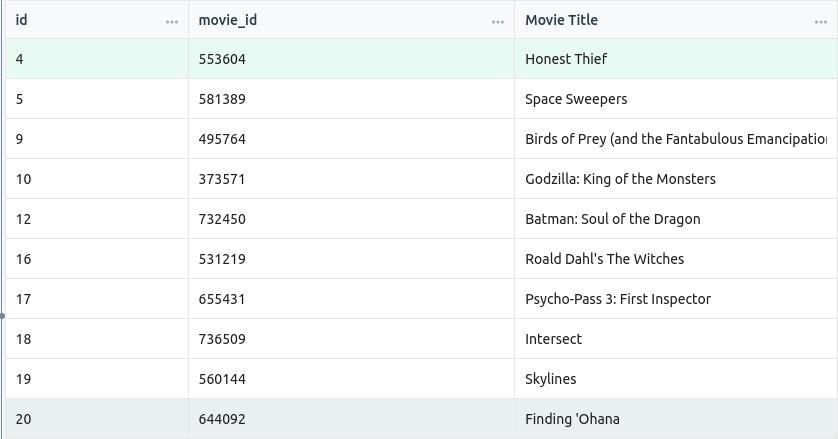 id ... movie_id ... Movie Title ...
4 553604 Honest Thief
5 581389 Space Sweepers
9 495764 Birds of Prey (and the Fantabulous Emancipation
10 373571 Godzilla: King of the Monsters
12 732450 Batman: Soul of the Dragon
16 531219 Roald Dahl's The Witches
17 655431 Psycho-Pass 3: First Inspector
18 736509 Intersect
19 560144 Skylines
20 644092 Finding 'Ohana